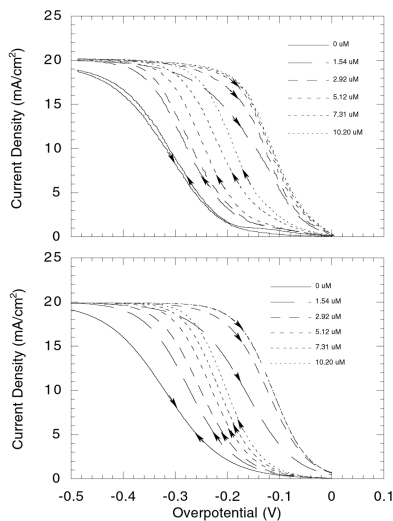 25
20
15
10
5
0
Current Density (mA/cm²)
0 uM
1.54 uM
2.92 uM
5.12 uM
7.31 uM
10.20 uM
25
20
15
10
5
0
Current Density (mA/cm²)
0 uM
1.54 uM
2.92 uM
5.12 uM
7.31 uM
10.20 uM
-0.5 -0.4 -0.3 -0.2 -0.1 0 0.1
Overpotential (V)